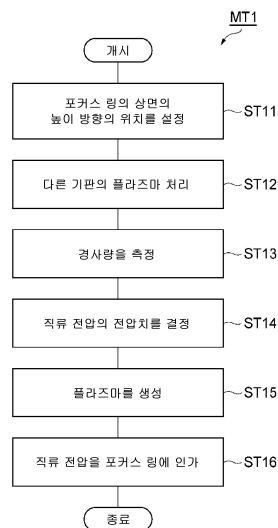 MT1
개시
포커스 링의 상면의
높이 방향의 위치를 설정
ST11
다른 기판의 플라즈마 처리
ST12
경사량을 측정
ST13
직류 전압의 전압치를 결정
ST14
플라즈마를 생성
ST15
직류 전압을 포커스 링에 인가
ST16
종료